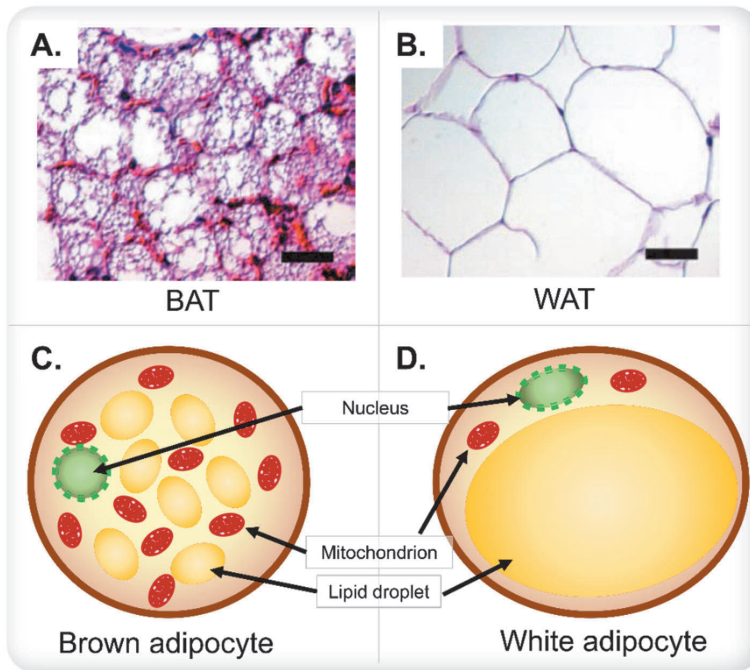 A.
B.
BAT
WAT
C.
D.
Nucleus
Mitochondrion
Lipid droplet
Brown adipocyte
White adipocyte